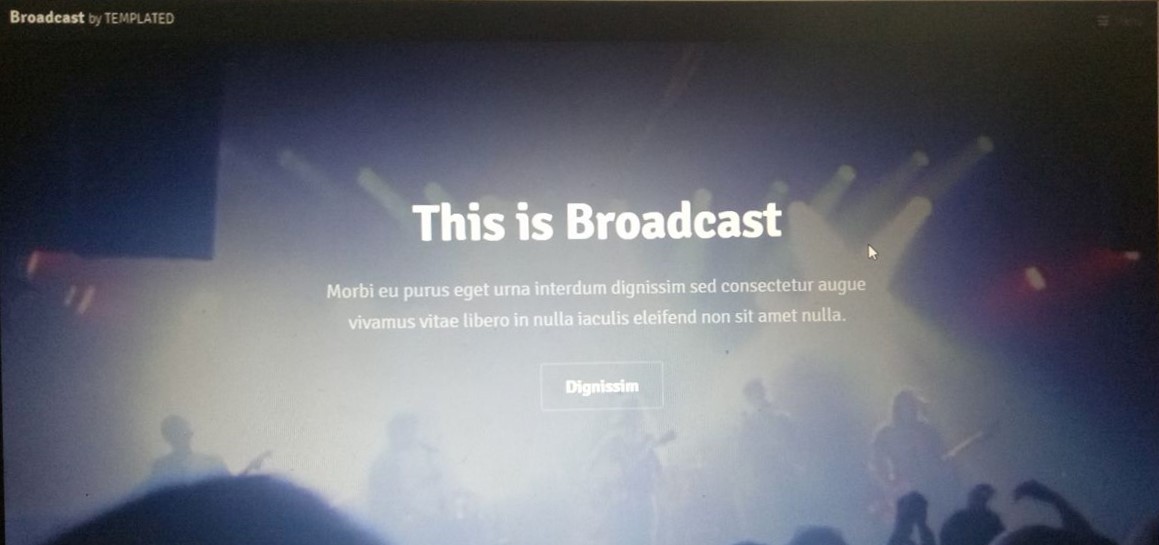 Broadcast by TEMPLATED
Menu
This is Broadcast
Morbi eu purus eget urna interdum dignissim sed consectetur augue
vivamus vitae libero in nulla iaculis eleifend non sit amet nulla.
Dignissim